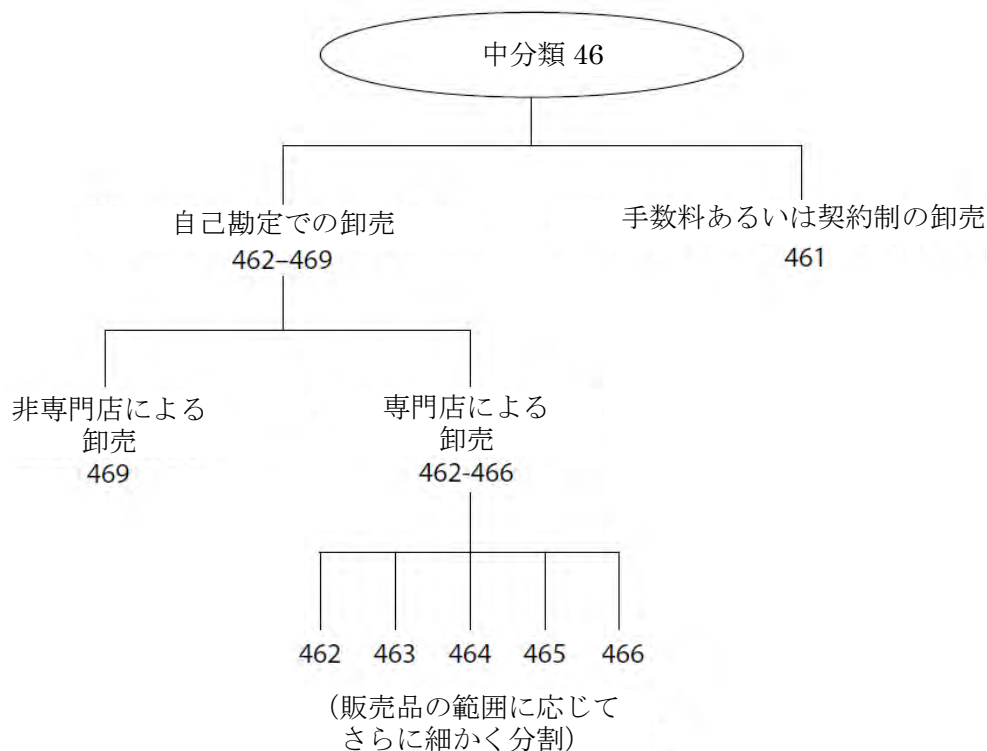 中分類 46
自己勘定での卸売
462–469
手数料あるいは契約制の卸売
461
非専門店による
卸売
469
専門店による
卸売
462-466
462
463
464
465
466
（販売品の範囲に応じて
さらに細かく分割）